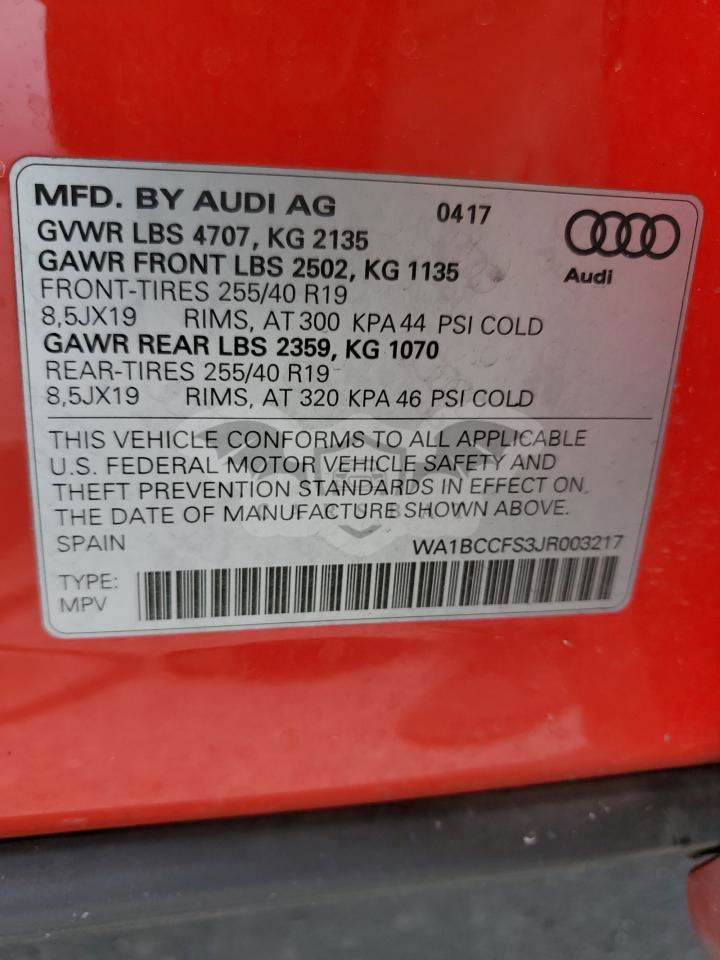 MFD. BY AUDI AG 0417
GVWR LBS 4707, KG 2135
GAWR FRONT LBS 2502, KG 1135
Audi
FRONT-TIRES 255/40 R19
8,5JX19 RIMS, AT 300 KPA 44 PSI COLD
GAWR REAR LBS 2359, KG 1070
REAR-TIRES 255/40 R19
8,5JX19 RIMS, AT 320 KPA 46 PSI COLD
THIS VEHICLE CONFORMS TO ALL APPLICABLE
U.S. FEDERAL MOTOR VEHICLE SAFETY AND
THEFT PREVENTION STANDARDS IN EFFECT ON
THE DATE OF MANUFACTURE SHOWN ABOVE.
SPAIN WA1BCCFS3JR003217
TYPE:
MPV